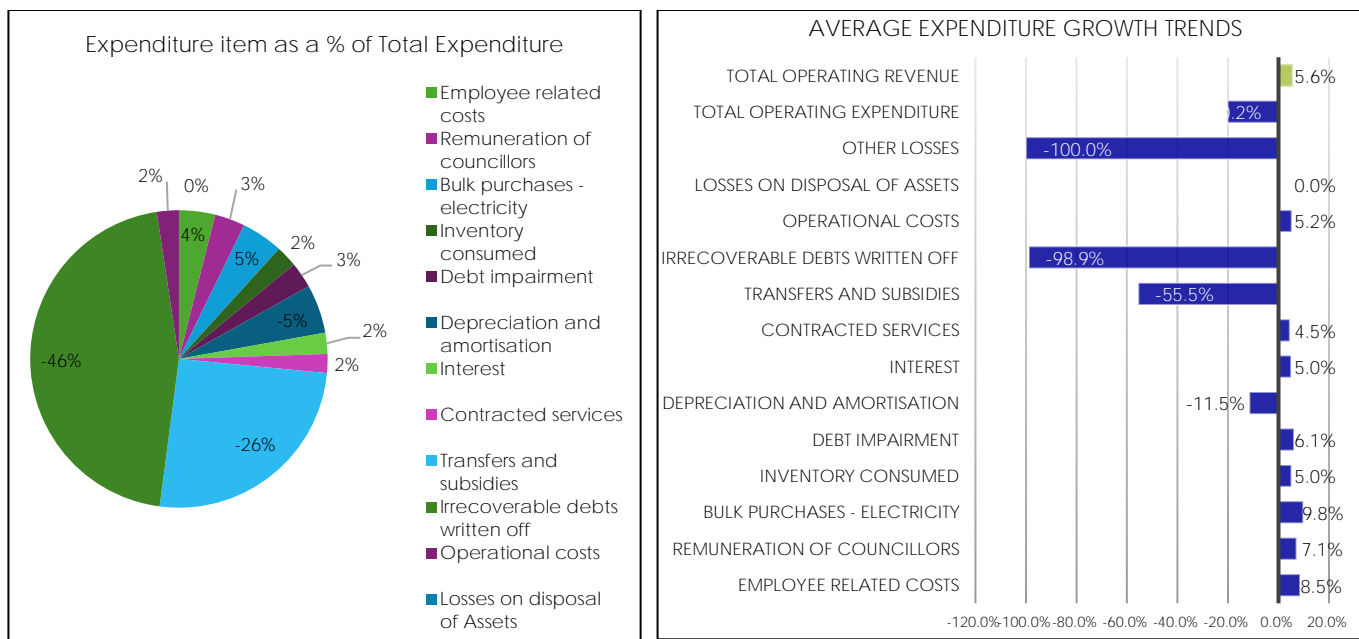 Expenditure item as a % of Total Expenditure
2%
0%
3%
4%
5%
2%
3%
-5%
2%
2%
-26%
-46%
Employee related
costs
Remuneration of
councillors
Bulk purchases -
electricity
Inventory
consumed
Debt impairment
Depreciation and
amortisation
Interest
Contracted services
Transfers and
subsidies
Irrecoverable debts
written off
Operational costs
Losses on disposal
of Assets
AVERAGE EXPENDITURE GROWTH TRENDS
TOTAL OPERATING REVENUE 5.6%
TOTAL OPERATING EXPENDITURE
OTHER LOSSES -100.0%
LOSSES ON DISPOSAL OF ASSETS 0.0%
OPERATIONAL COSTS 5.2%
IRRECOVERABLE DEBTS WRITTEN OFF -98.9%
TRANSFERS AND SUBSIDIES -55.5%
CONTRACTED SERVICES 4.5%
INTEREST 5.0%
DEPRECIATION AND AMORTISATION -11.5%
DEBT IMPAIRMENT 6.1%
INVENTORY CONSUMED 5.0%
BULK PURCHASES - ELECTRICITY 9.8%
REMUNERATION OF COUNCILLORS 7.1%
EMPLOYEE RELATED COSTS 8.5%
-120.0% -100.0% -80.0% -60.0% -40.0% -20.0% 0.0% 20.0%